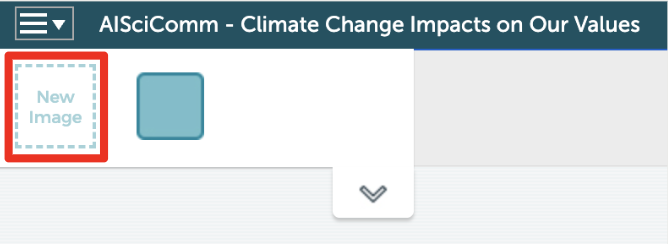 AISciComm - Climate Change Impacts on Our Values
New
Image